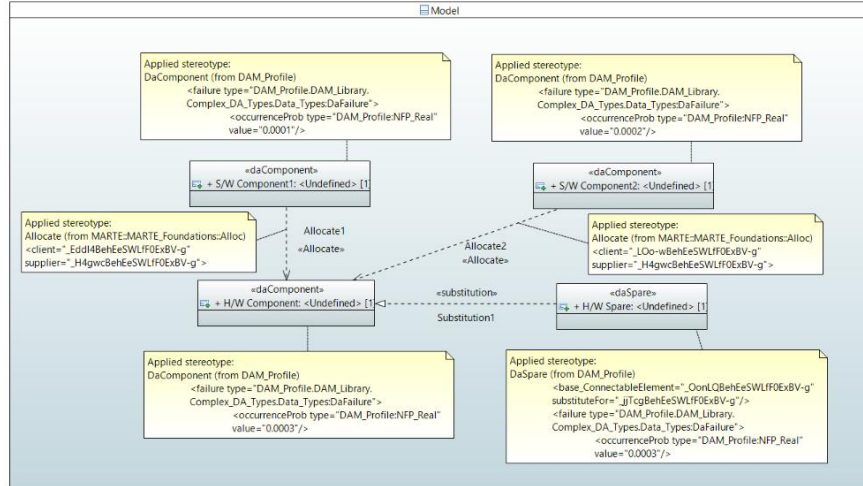 Model
Applied stereotype:
DaComponent (from DAM_Profile)
<failure type="DAM_Profile.DAM_Library.
Complex_DA_Types.Data_Types:DaFailure">
<occurrenceProb type="DAM_Profile:NFP_Real"
value="0.0001"/>
Applied stereotype:
DaComponent (from DAM_Profile)
<failure type="DAM_Profile.DAM_Library.
Complex_DA_Types.Data_Types:DaFailure">
<occurrenceProb type="DAM_Profile:NFP_Real"
value="0.0002"/>
«daComponent»
+ S/W Component1: <Undefined> [1]
«daComponent»
+ S/W Component2: <Undefined> [1]
Applied stereotype:
Allocate (from MARTE::MARTE_Foundations::Alloc)
<client="_EddI4BehEeSWLfF0ExBV-g"
supplier="_H4gwcBehEeSWLfF0ExBV-g">
Allocate1
«Allocate»
Allocate2
«Allocate»
Applied stereotype:
Allocate (from MARTE::MARTE_Foundations::Alloc)
<client="_LOo-wBehEeSWLfF0ExBV-g"
supplier="_H4gwcBehEeSWLfF0ExBV-g">
«daComponent»
+ H/W Component: <Undefined> [1]
«substitution»
Substitution1
«daSpare»
+ H/W Spare: <Undefined> [1]
Applied stereotype:
DaComponent (from DAM_Profile)
<failure type="DAM_Profile.DAM_Library.
Complex_DA_Types.Data_Types:DaFailure">
<occurrenceProb type="DAM_Profile:NFP_Real"
value="0.0003"/>
Applied stereotype:
DaSpare (from DAM_Profile)
<base_ConnectableElement="_OonLQBehEeSWLfF0ExBV-g"
substituteFor="_jjTcgBehEeSWLfF0ExBV-g"/>
<failure type="DAM_Profile.DAM_Library.
Complex_DA_Types.Data_Types:DaFailure">
<occurrenceProb type="DAM_Profile:NFP_Real"
value="0.0003"/>